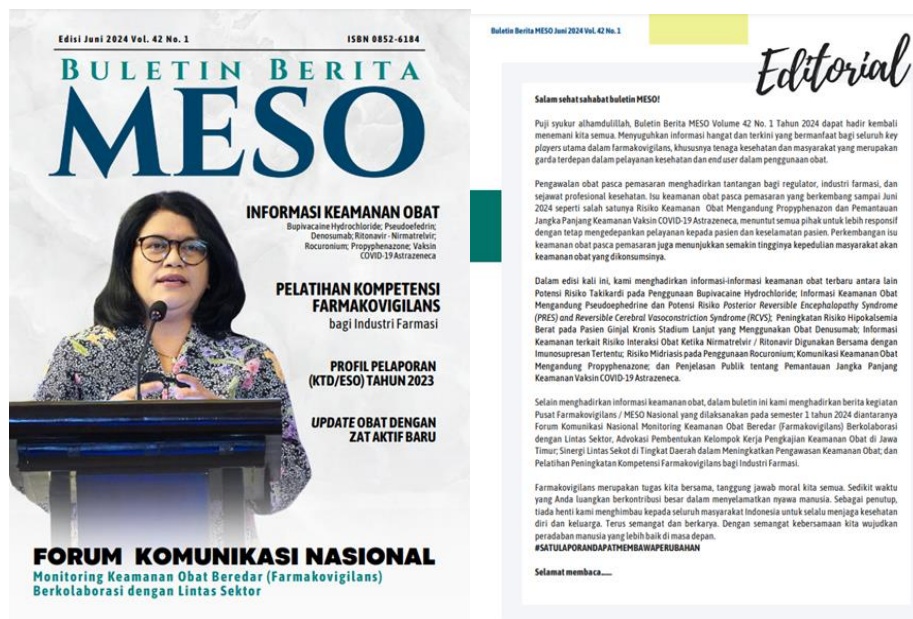 Edisi Juni 2024 Vol. 42 No. 1
ISBN 0852-6184
BULETIN BERITA
MESO
INFORMASI KEAMANAN OBAT
Bupivacaine Hydrochloride; Pseudoefedrin;
Denosumab; Ritonavir - Nirmatrelvir;
Rocuronium; Propyphenazone; Vaksin
COVID-19 Astrazeneca
PELATIHAN KOMPETENSI
FARMAKOVIGILANS
bagi Industri Farmasi
PROFIL PELAPORAN
(KTD/ESO) TAHUN 2023
UPDATE OBAT DENGAN
ZAT AKTIF BARU
FORUM KOMUNIKASI NASIONAL
Monitoring Keamanan Obat Beredar (Farmakovigilans)
Berkolaborasi dengan Lintas Sektor
Buletin Berita MESO Juni 2024 Vol. 42 No. 1
Editorial
Salam sehat sahabat buletin MESO!
Puji syukur alhamdulillah, Buletin Berita MESO Volume 42 No. 1 Tahun 2024 dapat hadir kembali
menemani kita semua. Menyuguhkan informasi hangat dan terkini yang bermanfaat bagi seluruh key
players utama dalam farmakovigilans, khususnya tenaga kesehatan dan masyarakat yang merupakan
garda terdepan dalam pelayanan kesehatan dan end user dalam penggunaan obat.
Pengawalan obat pasca pemasaran menghadirkan tantangan bagi regulator, industri farmasi, dan
sejawat profesional kesehatan. Isu keamanan obat pasca pemasaran yang berkembang sampai Juni
2024 seperti salah satunya Risiko Keamanan Obat Mengandung Propyphenazon dan Pemantauan
Jangka Panjang Keamanan Vaksin COVID-19 Astrazeneca, menuntut semua pihak untuk lebih responsif
dengan tetap mengedepankan pelayanan kepada pasien dan keselamatan pasien. Perkembangan isu
keamanan obat pasca pemasaran juga menunjukkan semakin tingginya kepedulian masyarakat akan
keamanan obat yang dikonsumsinya.
Dalam edisi kali ini, kami menghadirkan informasi-informasi keamanan obat terbaru antara lain
Potensi Risiko Takikardi pada Penggunaan Bupivacaine Hydrochloride; Informasi Keamanan Obat
Mengandung Pseudoephedrine dan Potensi Risiko Posterior Reversible Encephalopathy Syndrome
(PRES) and Reversible Cerebral Vasoconstriction Syndrome (RCVS); Peningkatan Risiko Hipokalsemia
Berat pada Pasien Ginjal Kronis Stadium Lanjut yang Menggunakan Obat Denusumab; Informasi
Keamanan terkait Risiko Interaksi Obat Ketika Nirmatrelvir / Ritonavir Digunakan Bersama dengan
Imunosupresan Tertentu; Risiko Midriasis pada Penggunaan Rocuronium; Komunikasi Keamanan Obat
Mengandung Propyphenazone; dan Penjelasan Publik tentang Pemantauan Jangka Panjang
Keamanan Vaksin COVID-19 Astrazeneca.
Selain menghadirkan informasi keamanan obat, dalam buletin ini kami menghadirkan berita kegiatan
Pusat Farmakovigilans / MESO Nasional yang dilaksanakan pada semester 1 tahun 2024 diantaranya
Forum Komunikasi Nasional Monitoring Keamanan Obat Beredar (Farmakovigilans) Berkolaborasi
dengan Lintas Sektor, Advokasi Pembentukan Kelompok Kerja Pengkajian Keamanan Obat di Jawa
Timur; Sinergi Lintas Sekot di Tingkat Daerah dalam Meningkatkan Pengawasan Keamanan Obat; dan
Pelatihan Peningkatan Kompetensi Farmakovigilans bagi Industri Farmasi.
Farmakovigilans merupakan tugas kita bersama, tanggung jawab moral kita semua. Sedikit waktu
yang Anda luangkan berkontribusi besar dalam menyelamatkan nyawa manusia. Sebagai penutup,
tiada henti kami menghimbau kepada seluruh masyarakat Indonesia untuk selalu menjaga kesehatan
diri dan keluarga. Terus semangat dan berkarya. Dengan semangat kebersamaan kita wujudkan
peradaban manusia yang lebih baik di masa depan.
#SATULAPORANDAPATMEMBAWAPERUBAHAN
Selamat membaca......